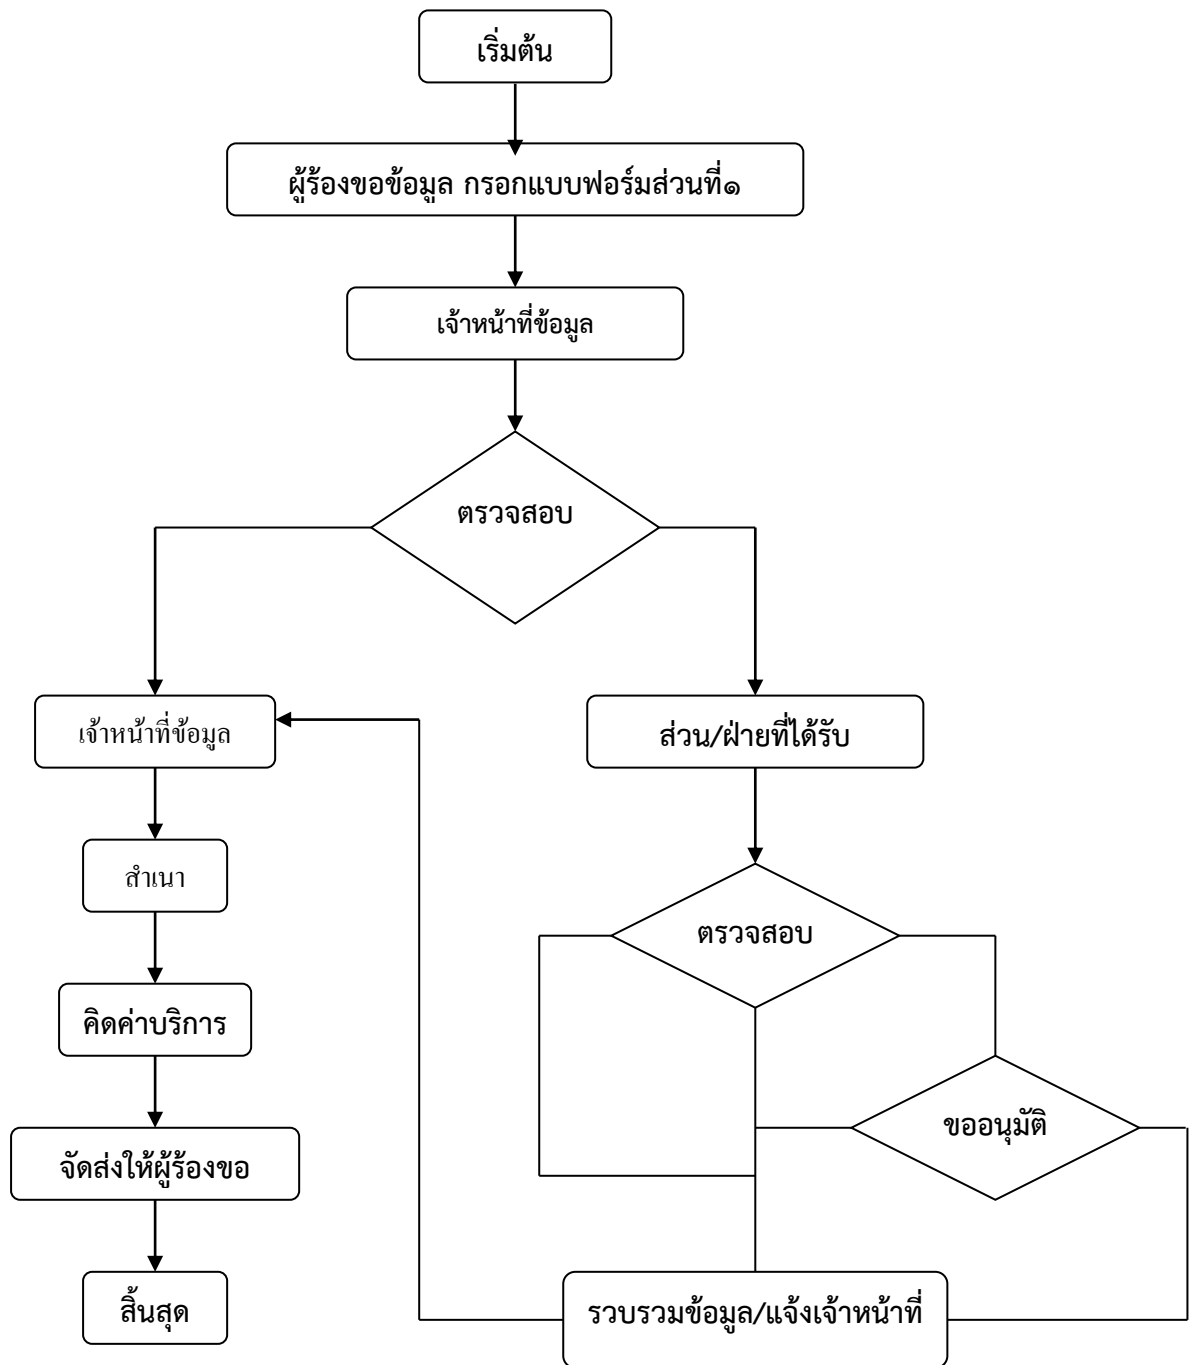 เริ่มต้น
ผู้ร้องขอข้อมูล กรอกแบบฟอร์มส่วนที่๑
เจ้าหน้าที่ข้อมูล
ตรวจสอบ
เจ้าหน้าที่ข้อมูล
ส่วน/ฝ่ายที่ได้รับ
สำเนา
ตรวจสอบ
คิดค่าบริการ
ขออนุมัติ
จัดส่งให้ผู้ร้องขอ
สิ้นสุด
รวบรวมข้อมูล/แจ้งเจ้าหน้าที่